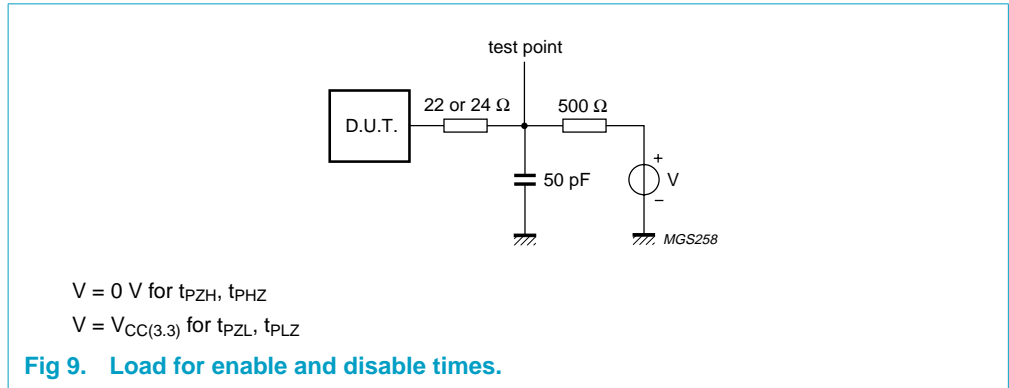 test point
22 or 24 Ω
500 Ω
D.U.T.
+
50 pF
V
−
MGS258
V = 0 V for tPZH, tPHZ
V = VCC(3.3) for tPZL, tPLZ
Fig 9. Load for enable and disable times.